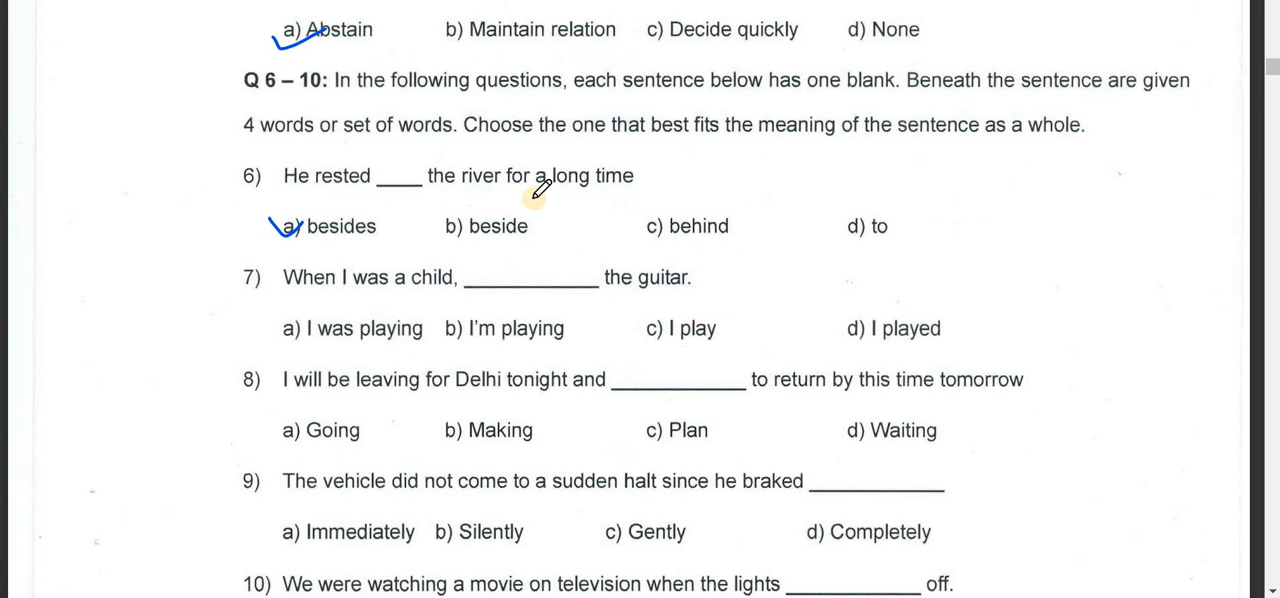 a) Abstain b) Maintain relation c) Decide quickly d) None
Q 6 – 10: In the following questions, each sentence below has one blank. Beneath the sentence are given
4 words or set of words. Choose the one that best fits the meaning of the sentence as a whole.
6) He rested ____ the river for a long time
a) besides b) beside c) behind d) to
7) When I was a child, ____________ the guitar.
a) I was playing b) I'm playing c) I play d) I played
8) I will be leaving for Delhi tonight and ____________ to return by this time tomorrow
a) Going b) Making c) Plan d) Waiting
9) The vehicle did not come to a sudden halt since he braked ____________
a) Immediately b) Silently c) Gently d) Completely
10) We were watching a movie on television when the lights ____________ off.